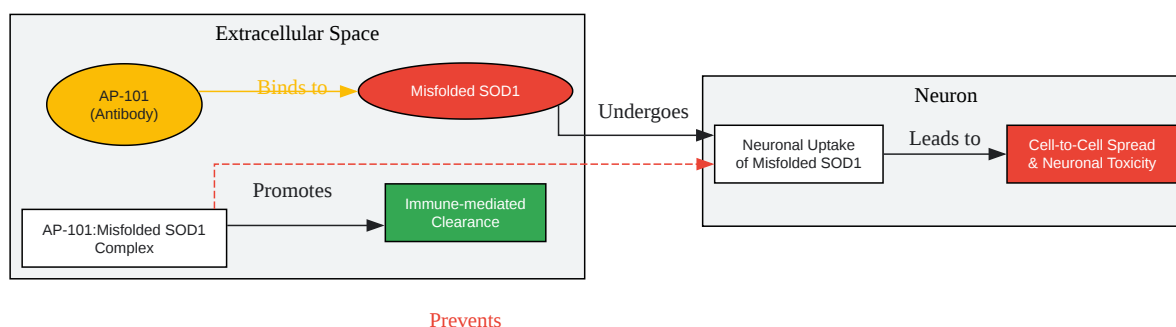 Extracellular Space
AP-101
(Antibody)
Binds to
Misfolded SOD1
Undergoes
Neuron
Neuronal Uptake
of Misfolded SOD1
Leads to
Cell-to-Cell Spread
& Neuronal Toxicity
Promotes
Immune-mediated
Clearance
AP-101:Misfolded SOD1
Complex
Prevents